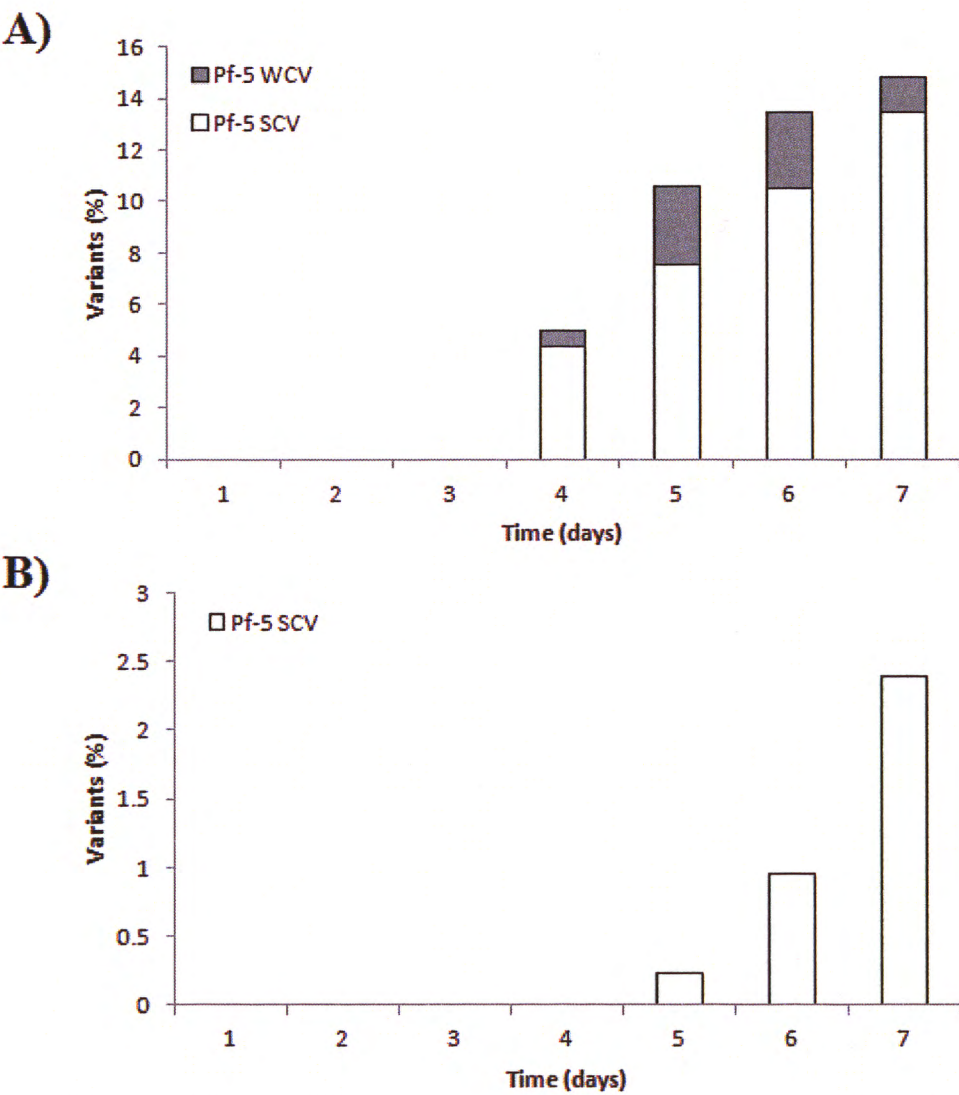 A)
16
Pf-5 WCV
14
Pf-5 SCV
12
10
8
6
4
2
0
Variants (%)
1 2 3 4 5 6 7
Time (days)
B)
3
Pf-5 SCV
2.5
2
1.5
1
0.5
0
Variants (%)
1 2 3 4 5 6 7
Time (days)